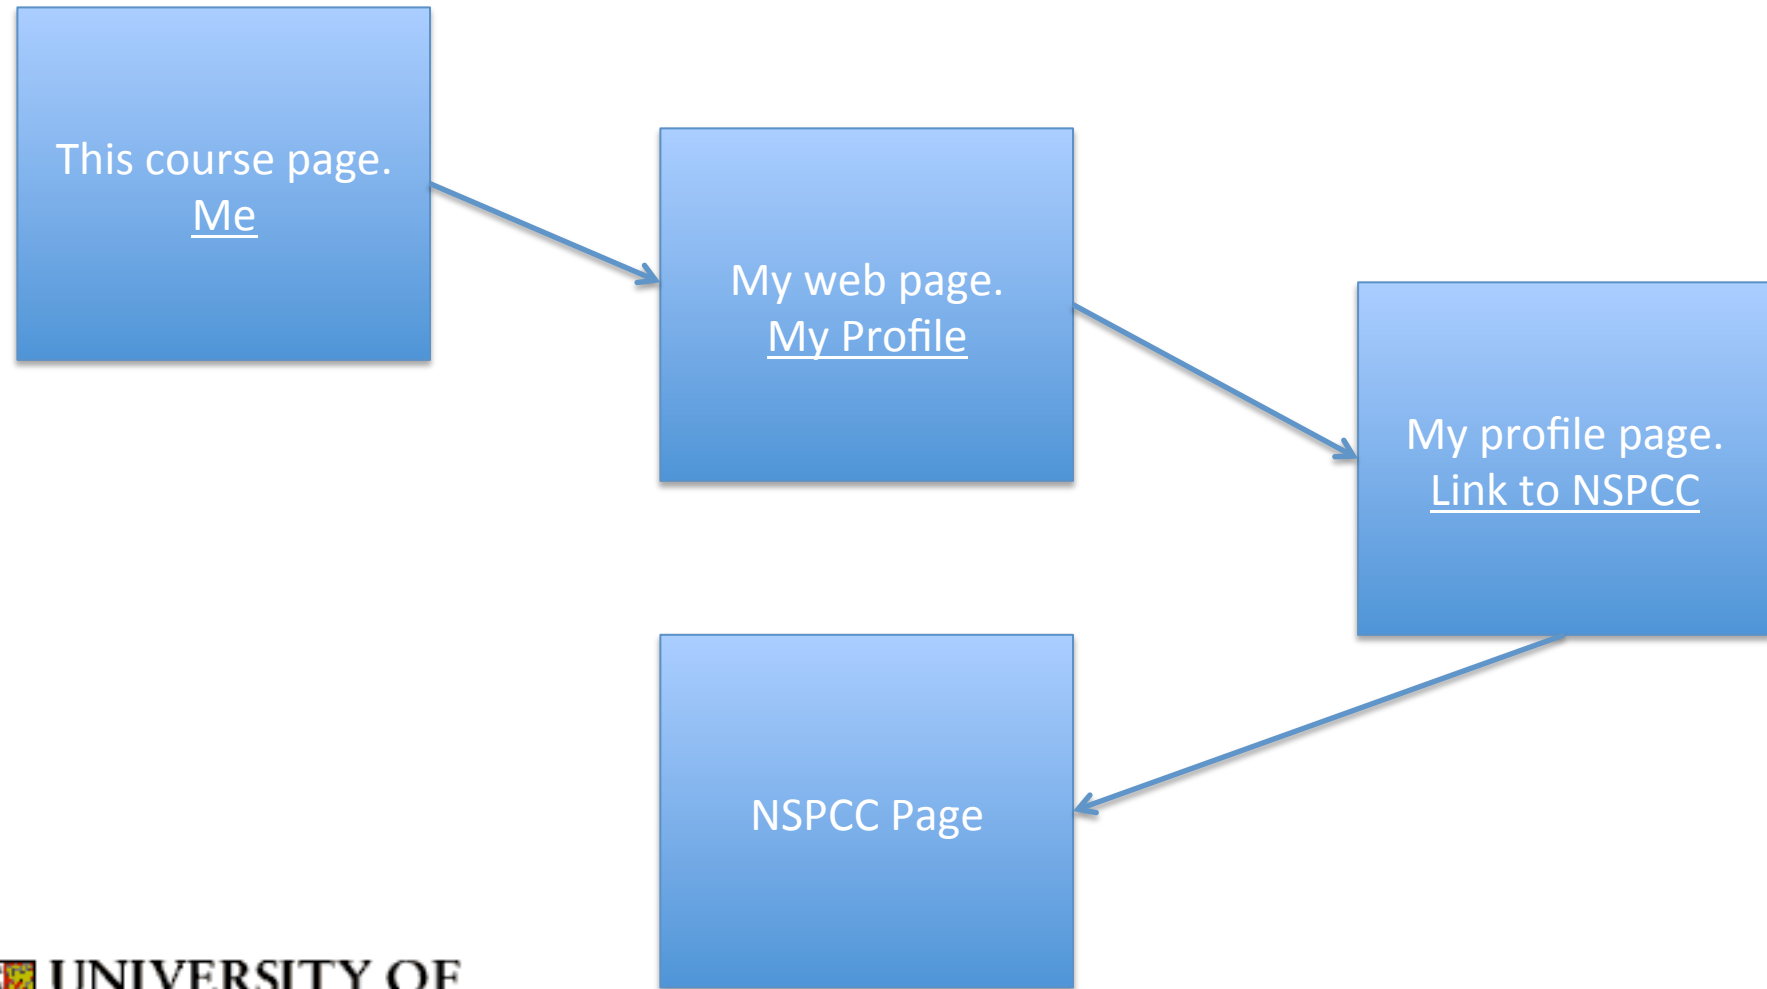 This course page.
Me
My web page.
My Profile
My profile page.
Link to NSPCC
NSPCC Page
UNIVERSITY OF